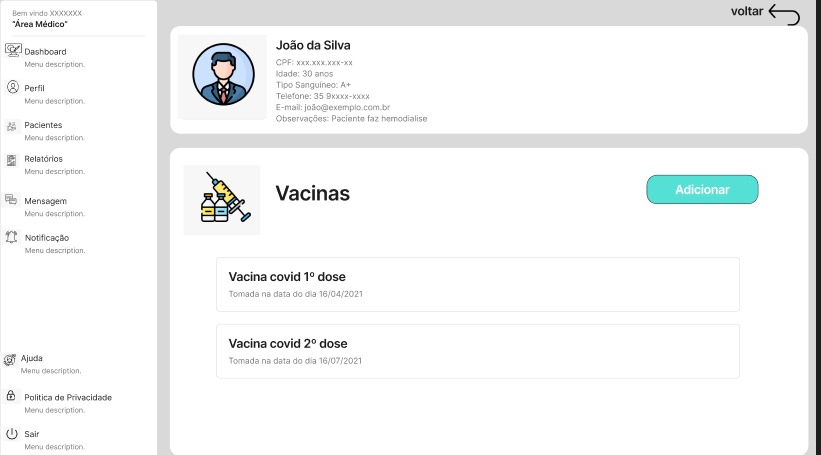 Bem vindo XXXXXXX
"Área Médico"
Dashboard
Menu description.
Perfil
Menu description.
Pacientes
Menu description.
Relatórios
Menu description.
Mensagem
Menu description.
Notificação
Menu description.
Ajuda
Menu description.
Política de Privacidade
Menu description.
Sair
Menu description.
voltar
João da Silva
CPF: xxx.xxx.xxx-xx
Idade: 30 anos
Tipo Sanguíneo: A+
Telefone: 35 9xxxx-xxxx
E-mail: joão@exemplo.com.br
Observações: Paciente faz hemodialise
Vacinas
Adicionar
Vacina covid 1º dose
Tomada na data do dia 16/04/2021
Vacina covid 2º dose
Tomada na data do dia 16/07/2021